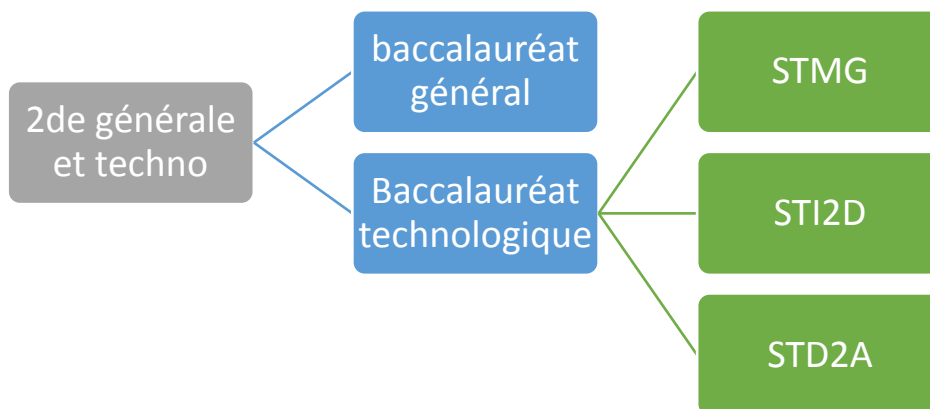 2de générale
et techno
baccalauréat
général
Baccalauréat
technologique
STMG
STI2D
STD2A